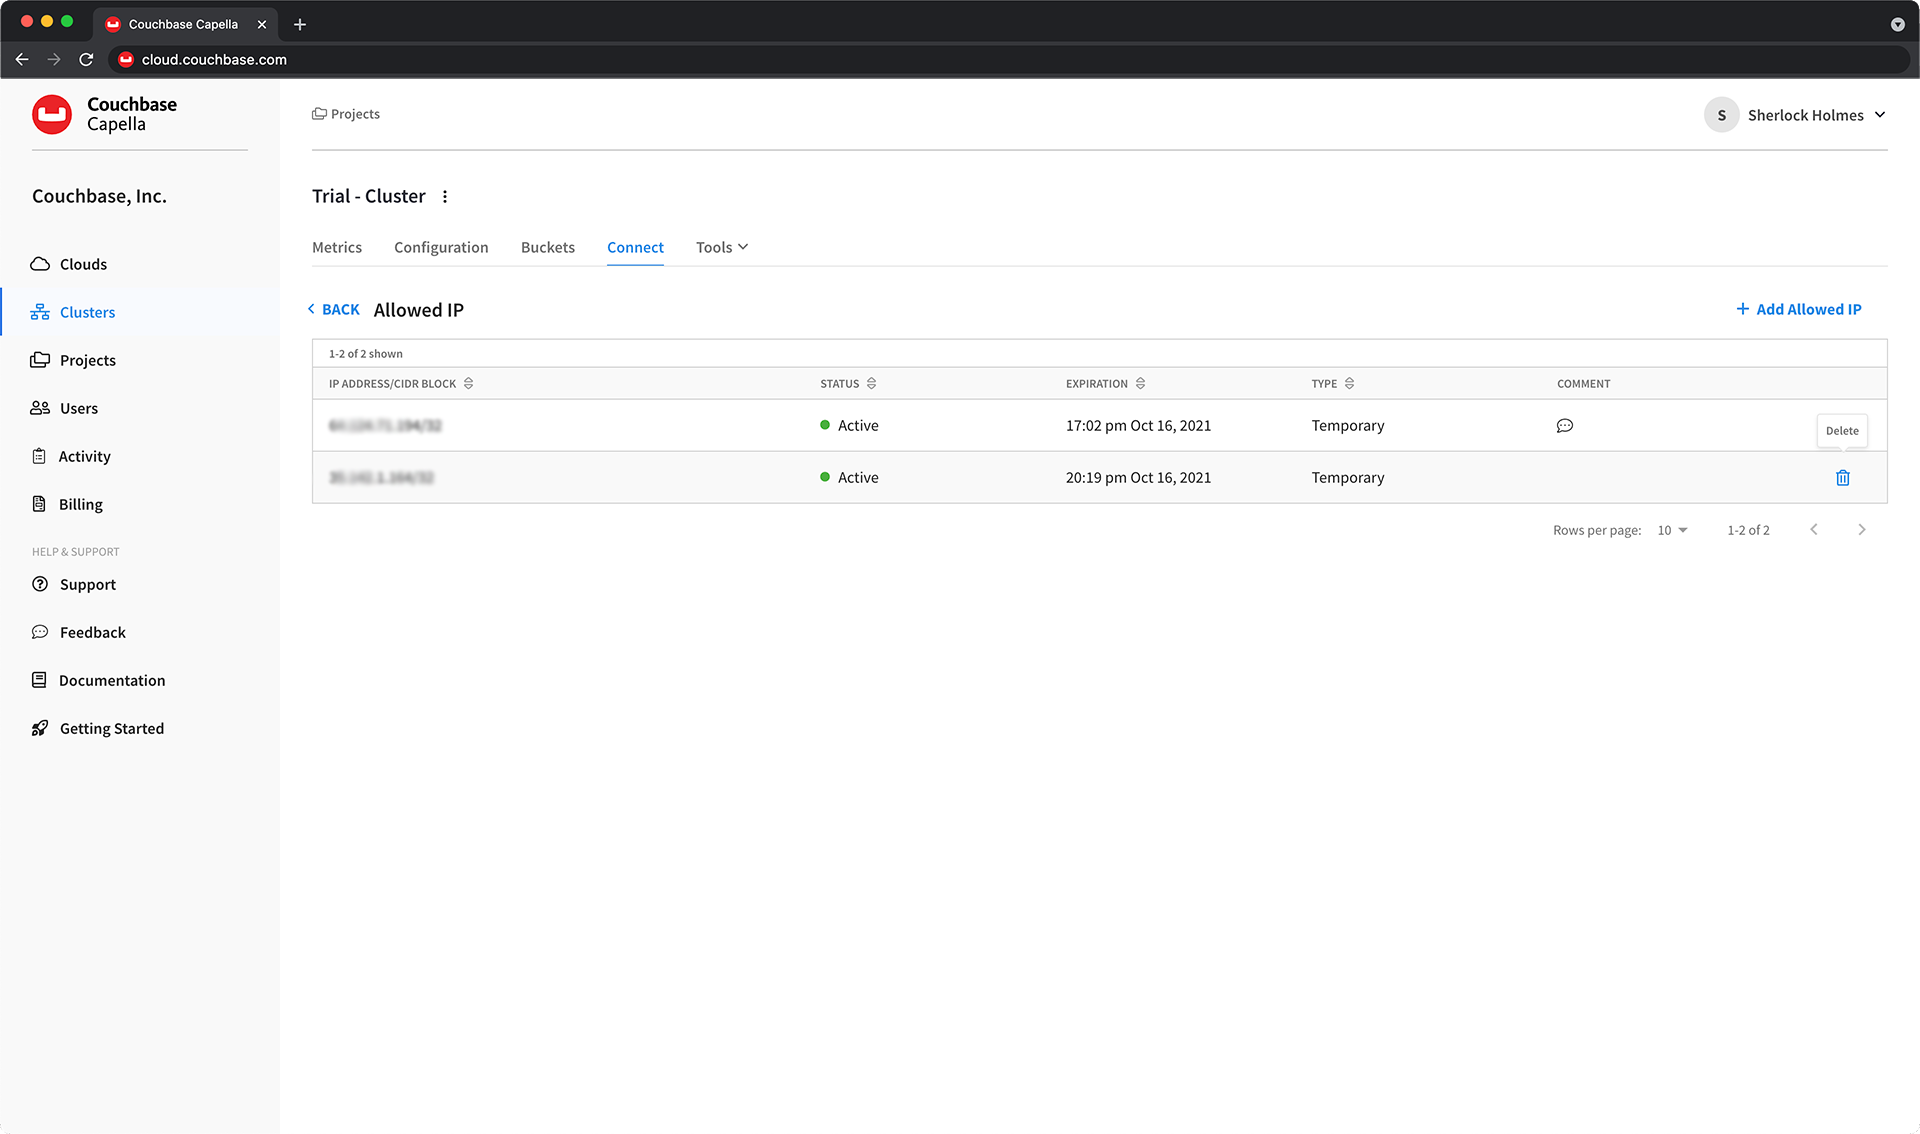 Couchbase Capella
cloud.couchbase.com
Couchbase
Capella
Projects
S Sherlock Holmes
Couchbase, Inc.
Clouds
Clusters
Projects
Users
Activity
Billing
HELP & SUPPORT
Support
Feedback
Documentation
Getting Started
Trial - Cluster
Metrics Configuration Buckets Connect Tools
BACK Allowed IP + Add Allowed IP
1-2 of 2 shown
IP ADDRESS/CIDR BLOCK STATUS EXPIRATION TYPE COMMENT
Active 17:02 pm Oct 16, 2021 Temporary
Delete
Active 20:19 pm Oct 16, 2021 Temporary
Rows per page: 10 1-2 of 2